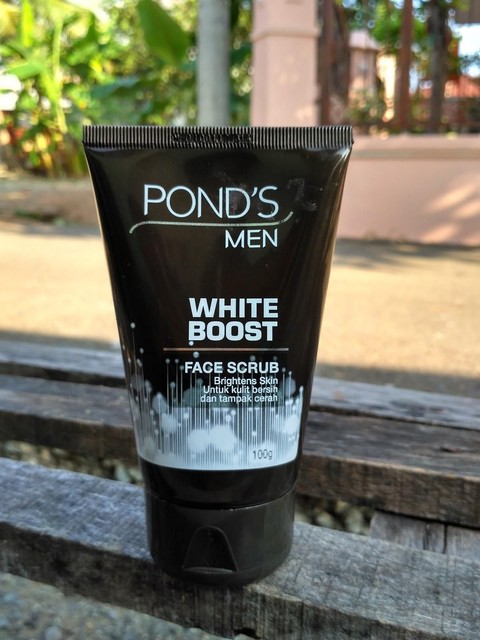 POND'S
MEN
WHITE
BOOST
FACE SCRUB
Brightens Skin
Untuk kulit bersih
dan tampak cerah
100g